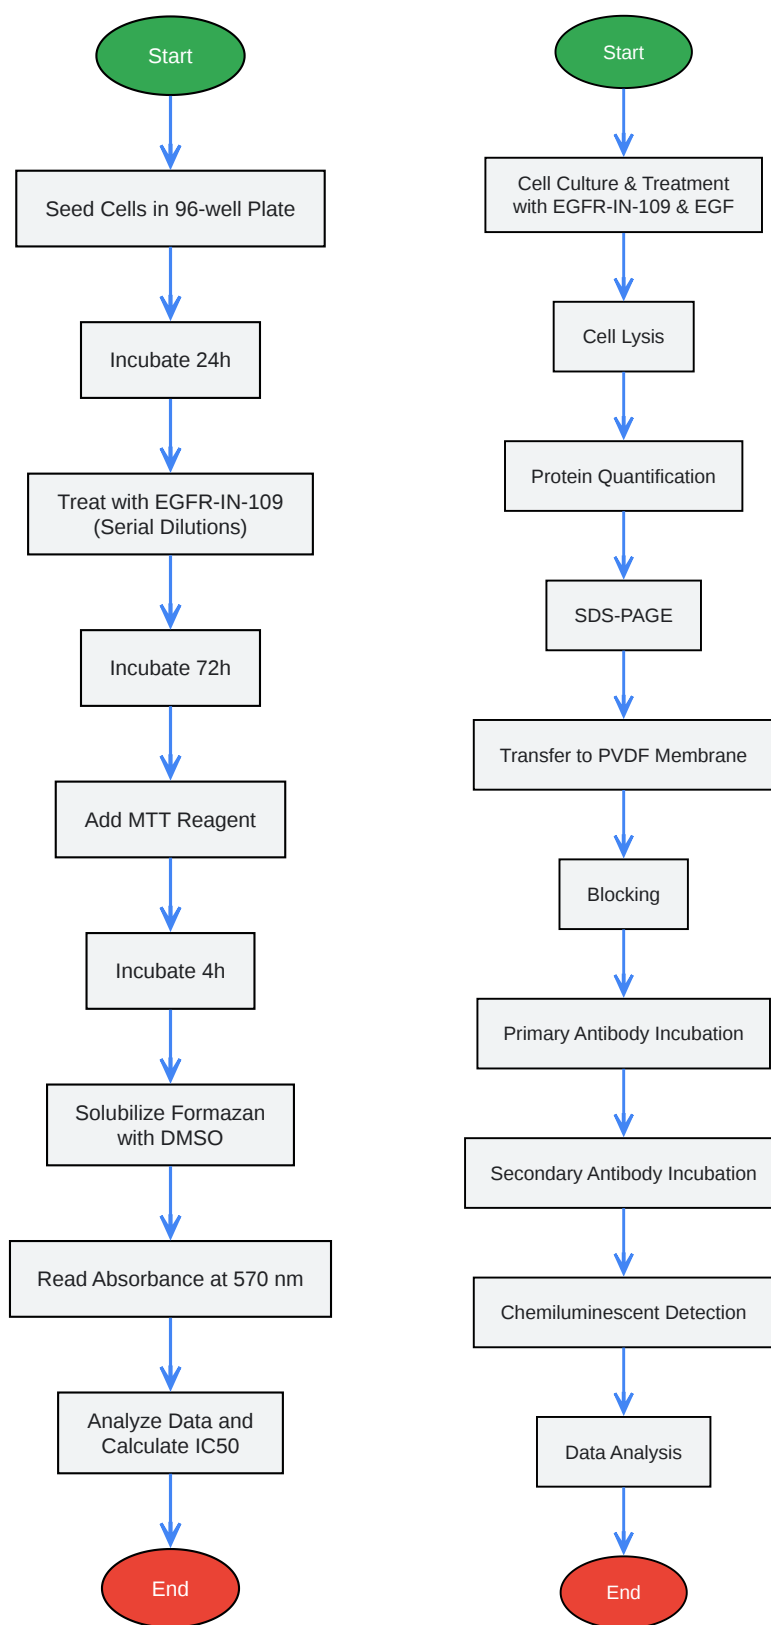 Start
Seed Cells in 96-well Plate
Incubate 24h
Treat with EGFR-IN-109
(Serial Dilutions)
Incubate 72h
Add MTT Reagent
Incubate 4h
Solubilize Formazan
with DMSO
Read Absorbance at 570 nm
Analyze Data and
Calculate IC50
End
Start
Cell Culture & Treatment
with EGFR-IN-109 & EGF
Cell Lysis
Protein Quantification
SDS-PAGE
Transfer to PVDF Membrane
Blocking
Primary Antibody Incubation
Secondary Antibody Incubation
Chemiluminescent Detection
Data Analysis
End